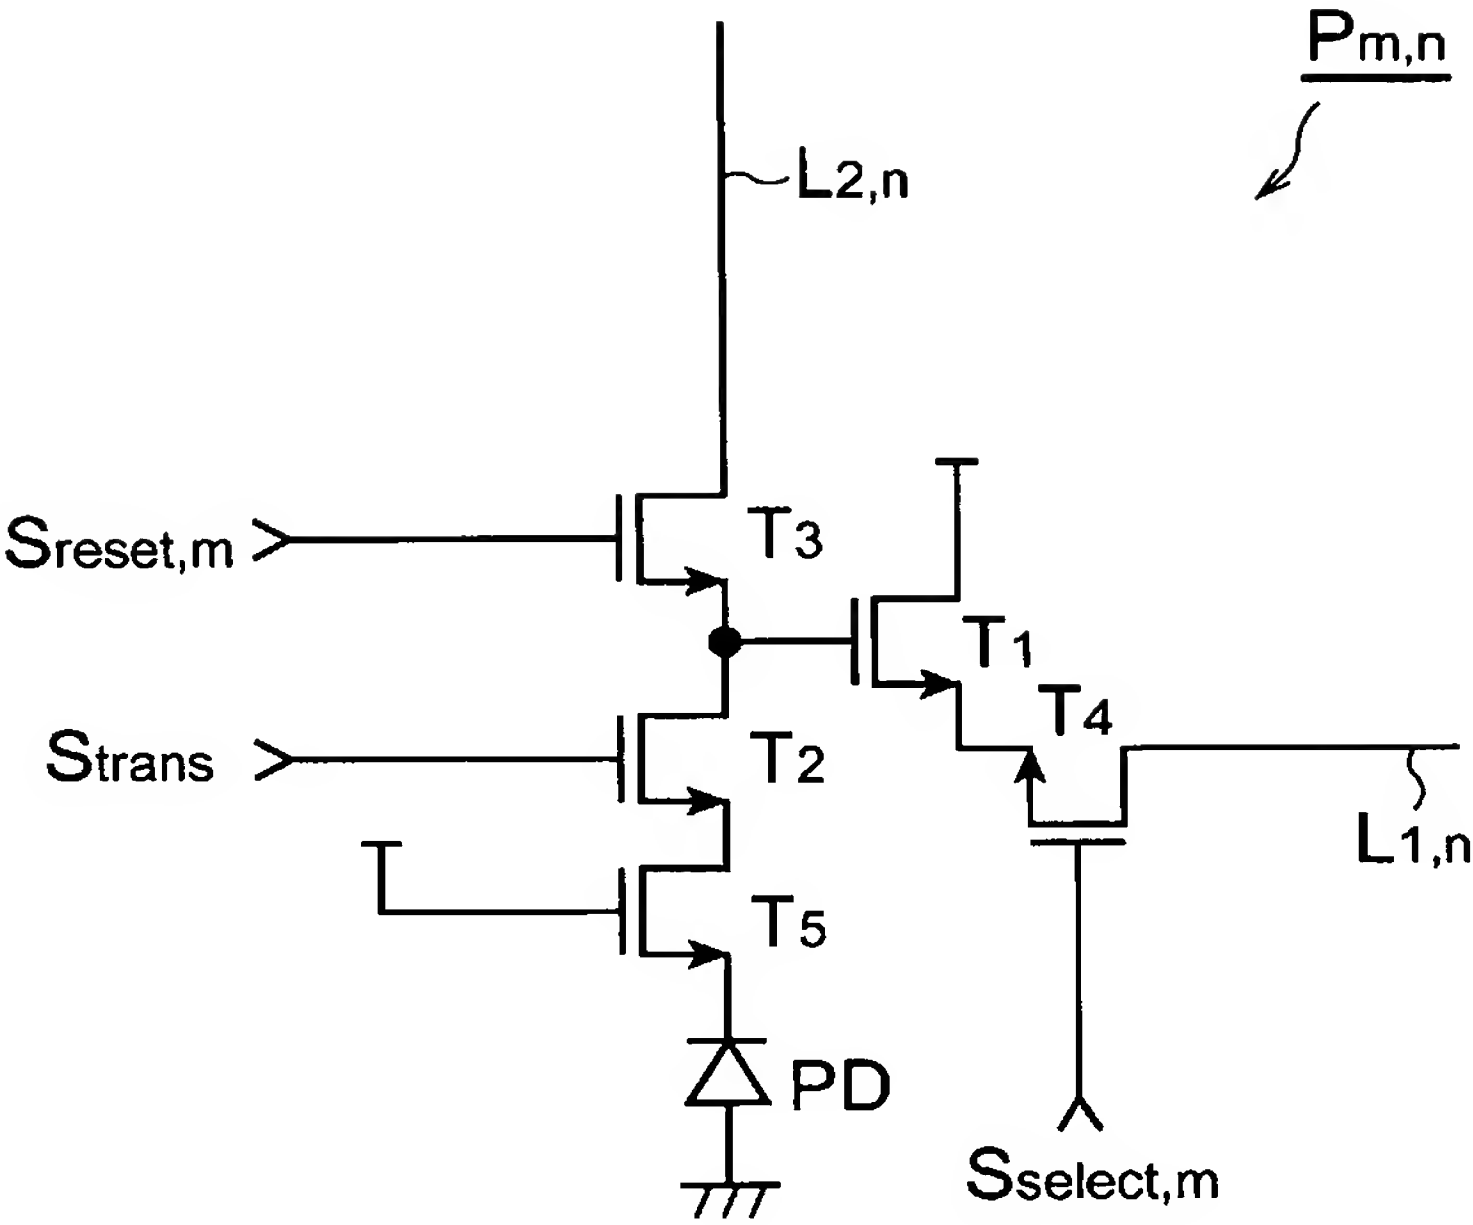 Pm,n
L2,n
Sreset,m
T3
T1
T4
Strans
T2
L1,n
T5
PD
Sselect,m